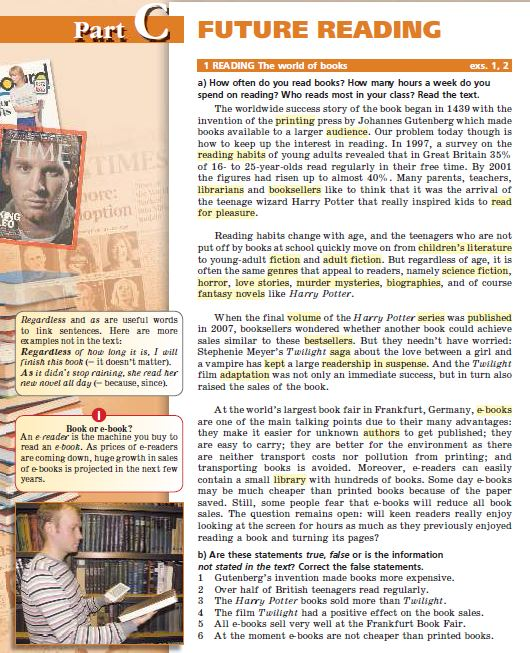 Part C
FUTURE READING
1 READING The world of books exs. 1, 2
a) How often do you read books? How many hours a week do you
spend on reading? Who reads most in your class? Read the text.
The worldwide success story of the book began in 1439 with the
invention of the printing press by Johannes Gutenberg which made
books available to a larger audience. Our problem today though is
how to keep up the interest in reading. In 1997, a survey on the
reading habits of young adults revealed that in Great Britain 35%
of 16- to 25-year-olds read regularly in their free time. By 2001
the figures had risen up to almost 40%. Many parents, teachers,
librarians and booksellers like to think that it was the arrival of
the teenage wizard Harry Potter that really inspired kids to read
for pleasure.
Reading habits change with age, and the teenagers who are not
put off by books at school quickly move on from children's literature
to young-adult fiction and adult fiction. But regardless of age, it is
often the same genres that appeal to readers, namely science fiction,
horror, love stories, murder mysteries, biographies, and of course
fantasy novels like Harry Potter.
When the final volume of the Harry Potter series was published
in 2007, booksellers wondered whether another book could achieve
sales similar to these bestsellers. But they needn't have worried:
Stephenie Meyer's Twilight saga about the love between a girl and
a vampire has kept a large readership in suspense. And the Twilight
film adaptation was not only an immediate success, but in turn also
raised the sales of the book.
At the world's largest book fair in Frankfurt, Germany, e-books
are one of the main talking points due to their many advantages:
they make it easier for unknown authors to get published; they
are easy to carry; they are better for the environment as there
are neither transport costs nor pollution from printing; and
transporting books is avoided. Moreover, e-readers can easily
contain a small library with hundreds of books. Some day e-books
may be much cheaper than printed books because of the paper
saved. Still, some people fear that e-books will reduce all book
sales. The question remains open: will keen readers really enjoy
looking at the screen for hours as much as they previously enjoyed
reading a book and turning its pages?
b) Are these statements true, false or is the information
not stated in the text? Correct the false statements.
1 Gutenberg's invention made books more expensive.
2 Over half of British teenagers read regularly.
3 The Harry Potter books sold more than Twilight.
4 The film Twilight had a positive effect on the book sales.
5 All e-books sell very well at the Frankfurt Book Fair.
6 At the moment e-books are not cheaper than printed books.
TIME
TIMES
KING
LEO
option
Regardless and as are useful words
to link sentences. Here are more
examples not in the text:
Regardless of how long it is, I will
finish this book (= it doesn't matter).
As it didn't stop raining, she read her
new novel all day (= because, since).
Book or e-book?
An e-reader is the machine you buy to
read an e-book. As prices of e-readers
are coming down, huge growth in sales
of e-books is projected in the next few
years.